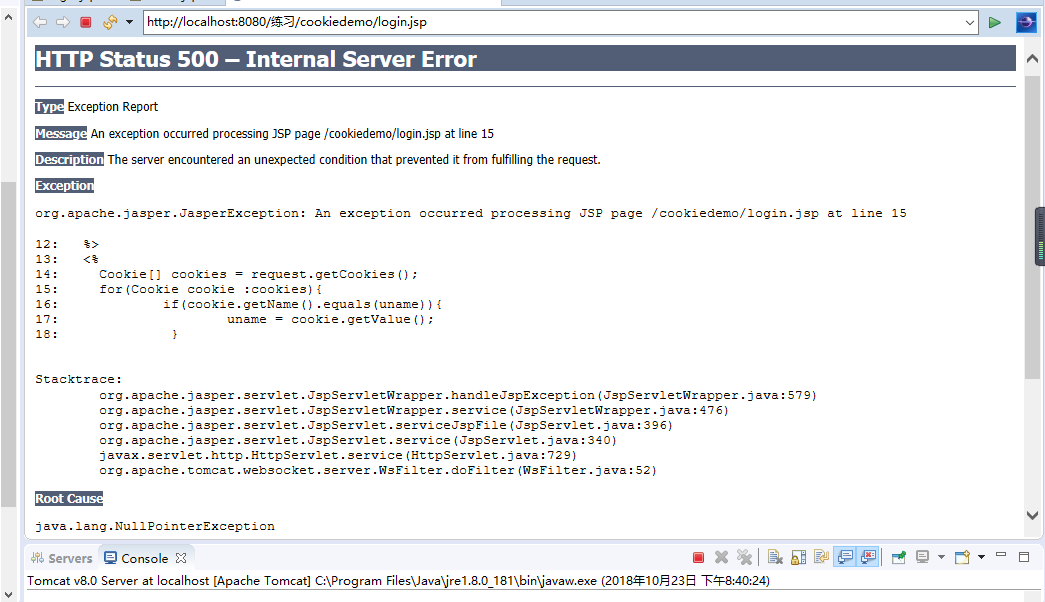 http://localhost:8080/练习/cookiedemo/login.jsp
HTTP Status 500 – Internal Server Error
Type Exception Report
Message An exception occurred processing JSP page /cookiedemo/login.jsp at line 15
Description The server encountered an unexpected condition that prevented it from fulfilling the request.
Exception
org.apache.jasper.JasperException: An exception occurred processing JSP page /cookiedemo/login.jsp at line 15
12: %>
13: <%
14: Cookie[] cookies = request.getCookies();
15: for(Cookie cookie :cookies){
16: if(cookie.getName().equals(uname)){
17: uname = cookie.getValue();
18: }
Stacktrace:
org.apache.jasper.servlet.JspServletWrapper.handleJspException(JspServletWrapper.java:579)
org.apache.jasper.servlet.JspServletWrapper.service(JspServletWrapper.java:476)
org.apache.jasper.servlet.JspServlet.serviceJspFile(JspServlet.java:396)
org.apache.jasper.servlet.JspServlet.service(JspServlet.java:340)
javax.servlet.http.HttpServlet.service(HttpServlet.java:729)
org.apache.tomcat.websocket.server.WsFilter.doFilter(WsFilter.java:52)
Root Cause
java.lang.NullPointerException
Servers Console
Tomcat v8.0 Server at localhost [Apache Tomcat] C:\Program Files\Java\jre1.8.0_181\bin\javaw.exe (2018年10月23日 下午8:40:24)